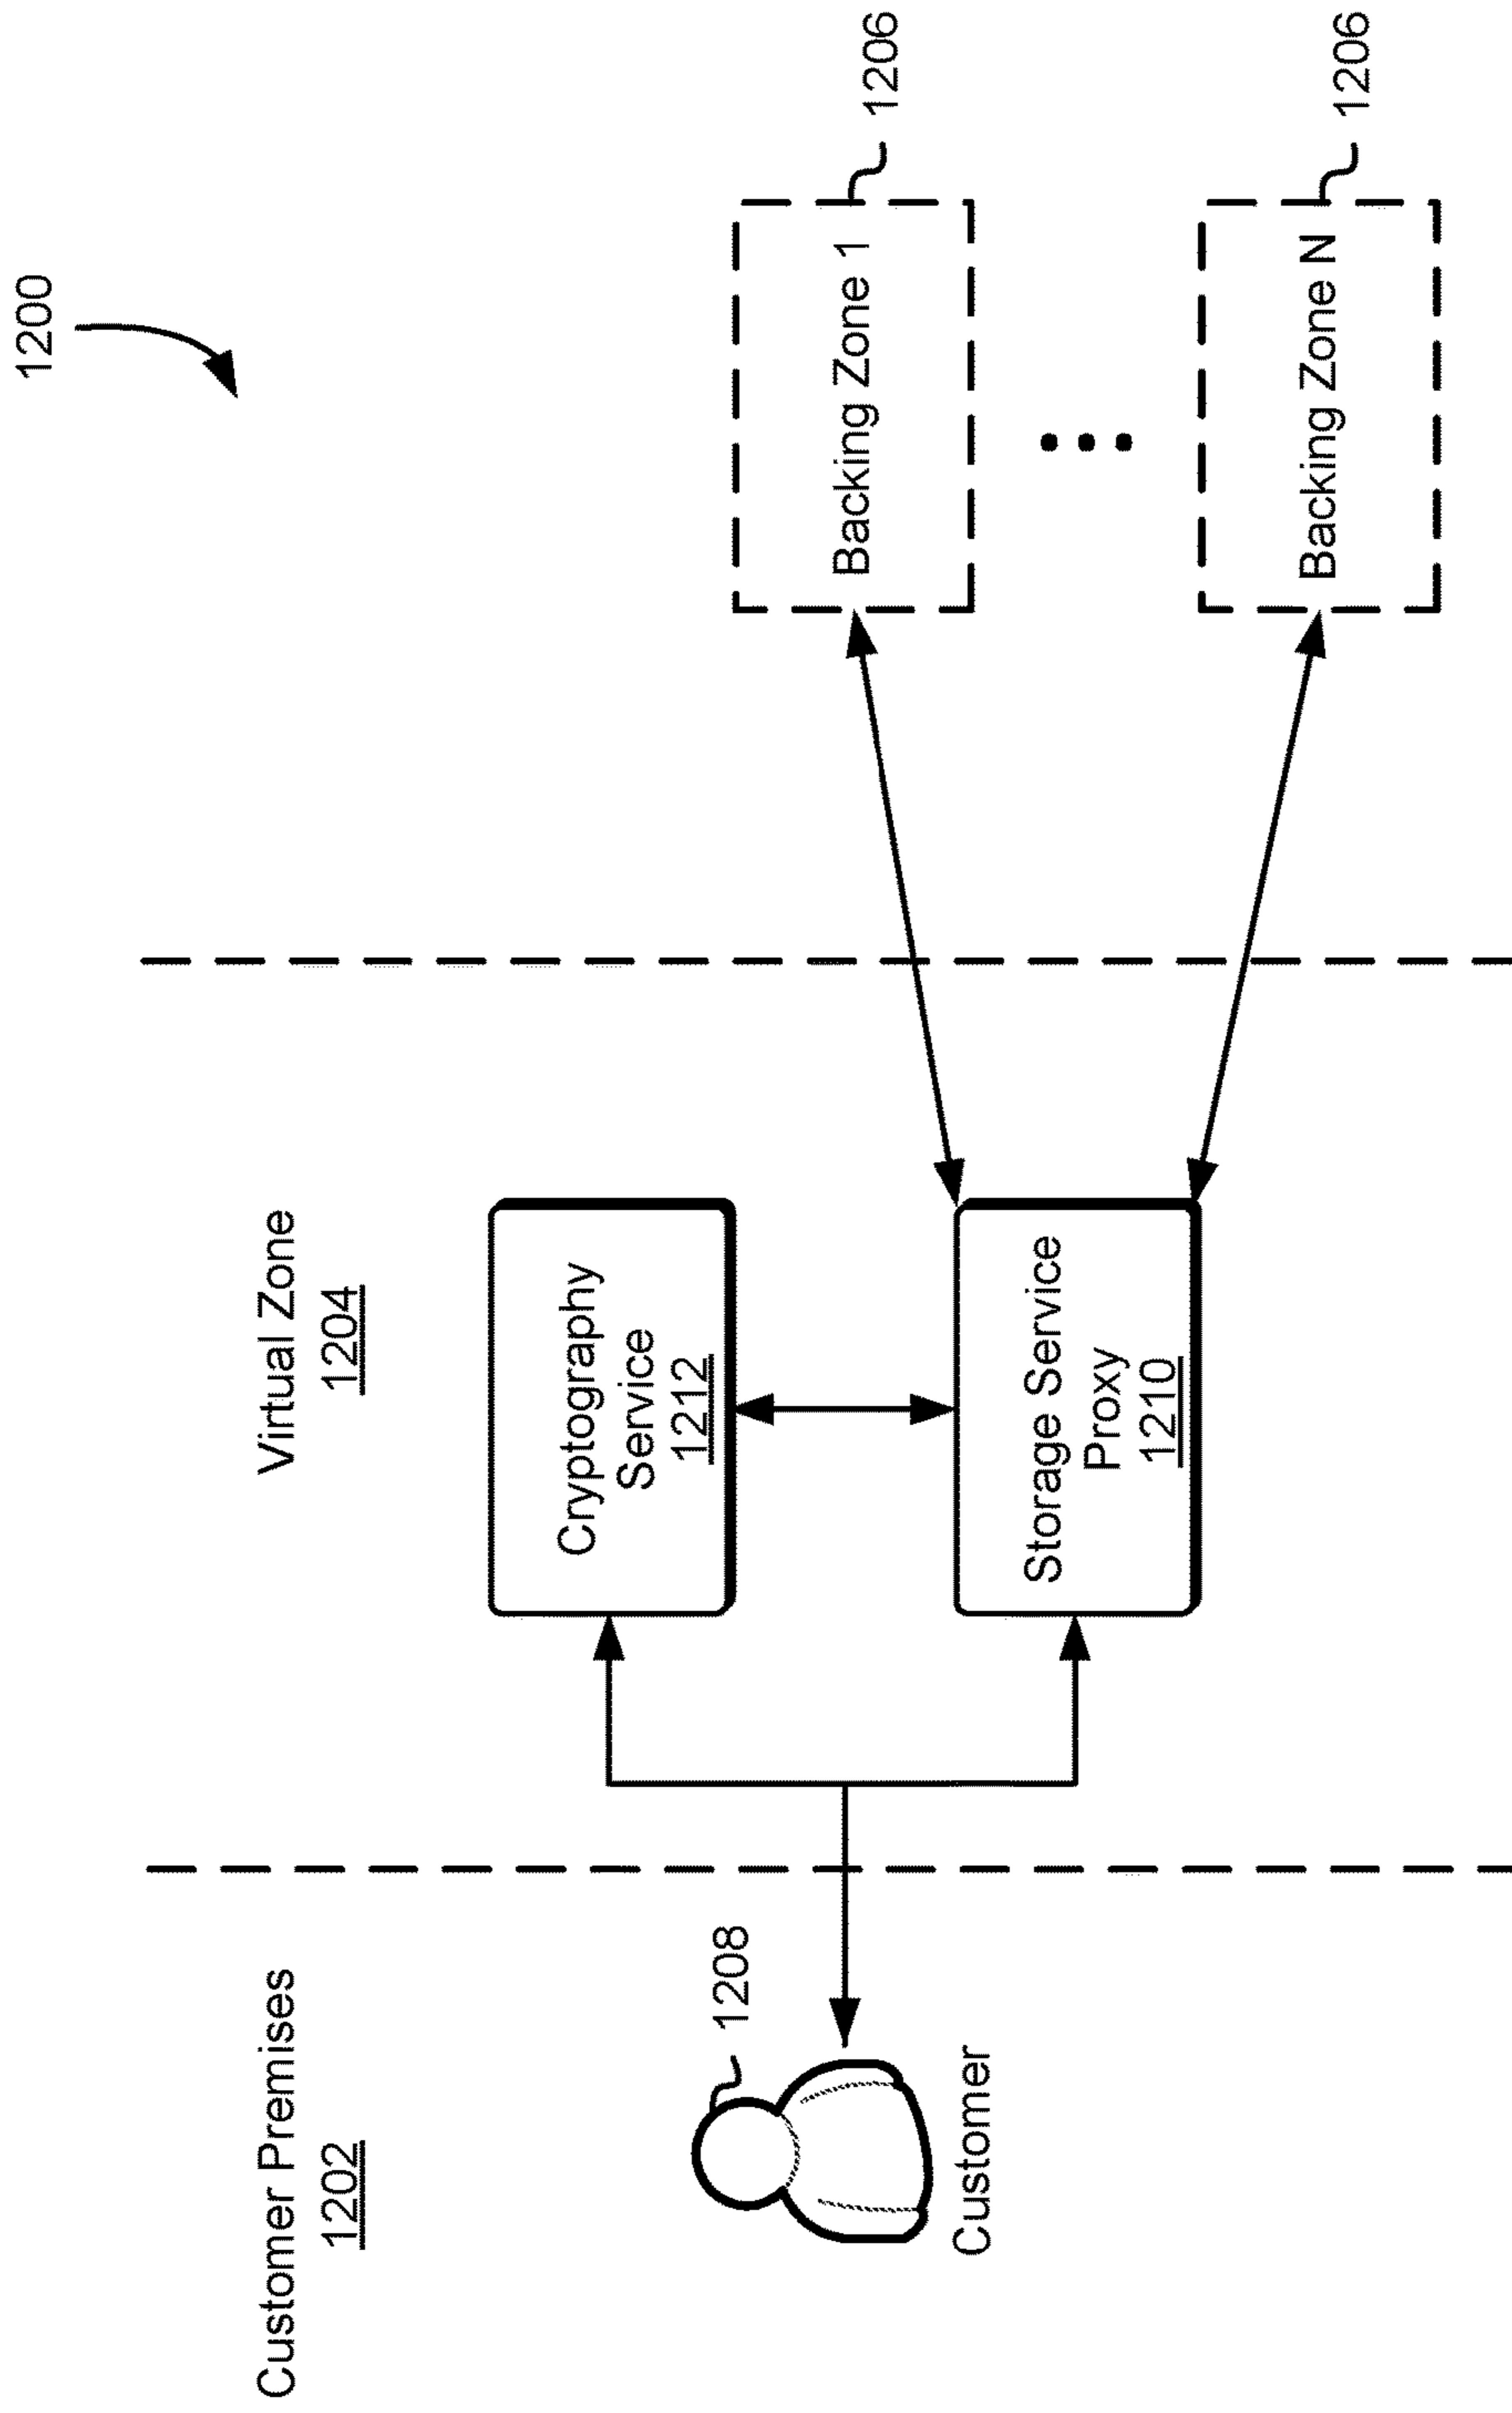 1200
Customer Premises
1202
Virtual Zone
1204
1208
Customer
Cryptography
Service
1212
Storage Service
Proxy
1210
Backing Zone 1
1206
Backing Zone N
1206